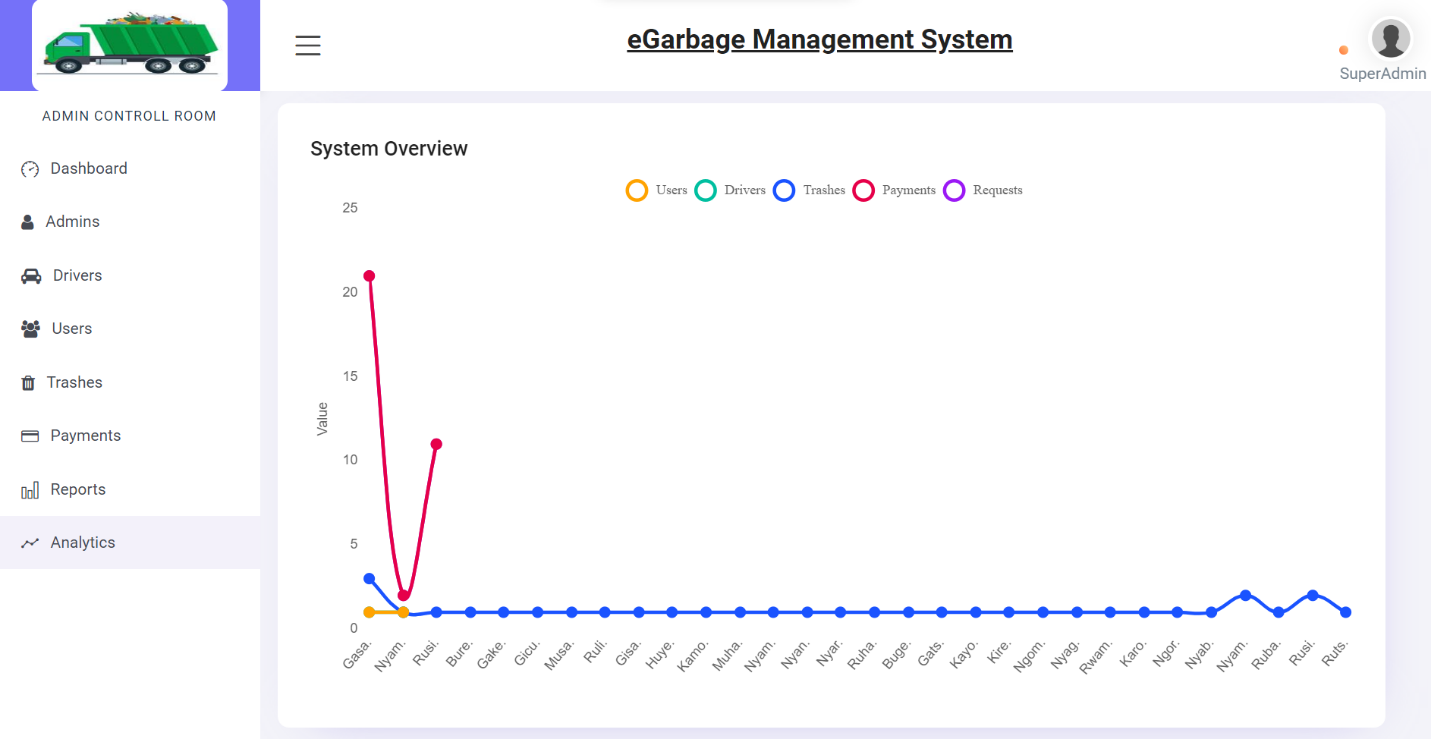 eGarbage Management System
SuperAdmin
ADMIN CONTROLL ROOM
Dashboard
Admins
Drivers
Users
Trashes
Payments
Reports
Analytics
System Overview
Users Drivers Trashes Payments Requests
25
20
15
10
5
0
Value
Gasa. Nyam. Rusi. Bure. Gake. Gicu. Musa. Ruli. Gisa. Huye. Kamo. Muha. Nyam. Nyan. Nyar. Ruha. Buge. Gats. Kayo. Kire. Ngom. Nyag. Rwam. Karo. Ngor. Nyab. Nyam. Ruba. Rusi. Ruts.